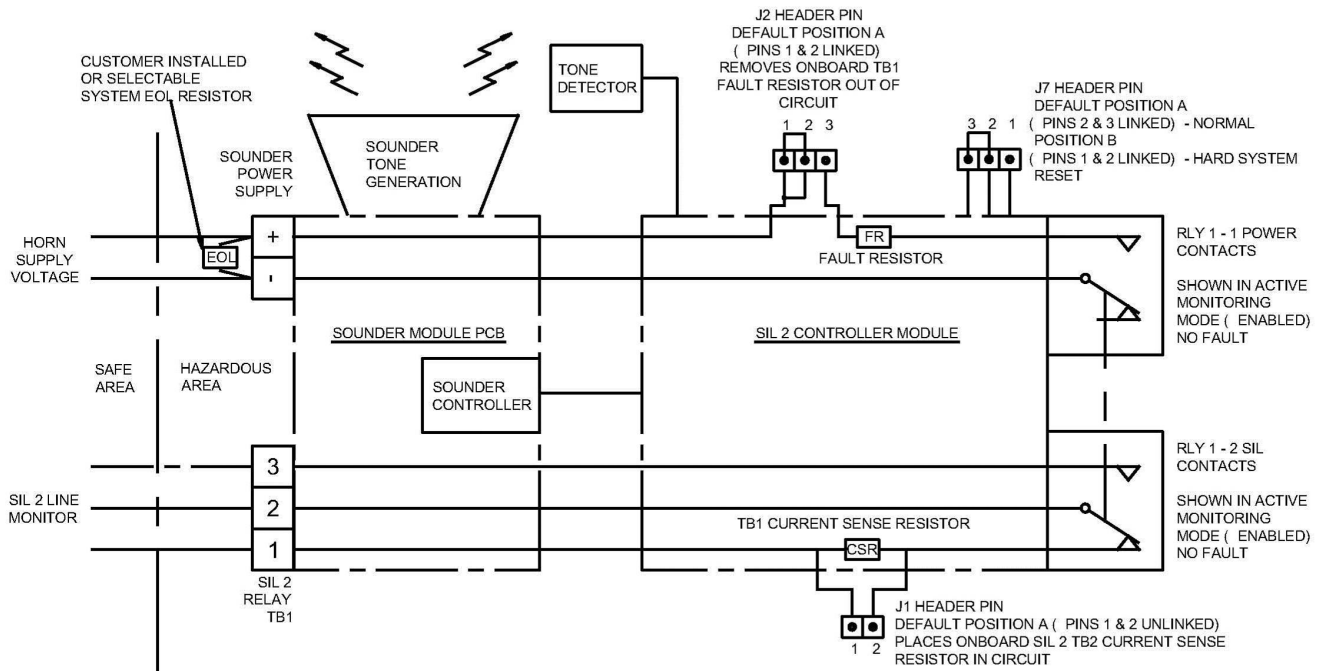 J2 HEADER PIN
DEFAULT POSITION A
( PINS 1 & 2 LINKED)
REMOVES ONBOARD TB1
FAULT RESISTOR OUT OF
CIRCUIT
1 2 3
CUSTOMER INSTALLED
OR SELECTABLE
SYSTEM EOL RESISTOR
TONE
DETECTOR
J7 HEADER PIN
DEFAULT POSITION A
( PINS 2 & 3 LINKED) - NORMAL
POSITION B
( PINS 1 & 2 LINKED) - HARD SYSTEM
RESET
3 2 1
SOUNDER
POWER
SUPPLY
SOUNDER
TONE
GENERATION
HORN
SUPPLY
VOLTAGE
EOL
+
-
FR
FAULT RESISTOR
RLY 1 - 1 POWER
CONTACTS
SHOWN IN ACTIVE
MONITORING
MODE ( ENABLED)
NO FAULT
SOUNDER MODULE PCB
SIL 2 CONTROLLER MODULE
SAFE
AREA
HAZARDOUS
AREA
SOUNDER
CONTROLLER
SIL 2 LINE
MONITOR
3
2
1
SIL 2
RELAY
TB1
TB1 CURRENT SENSE RESISTOR
CSR
RLY 1 - 2 SIL
CONTACTS
SHOWN IN ACTIVE
MONITORING
MODE ( ENABLED)
NO FAULT
1 2
J1 HEADER PIN
DEFAULT POSITION A ( PINS 1 & 2 UNLINKED)
PLACES ONBOARD SIL 2 TB2 CURRENT SENSE
RESISTOR IN CIRCUIT